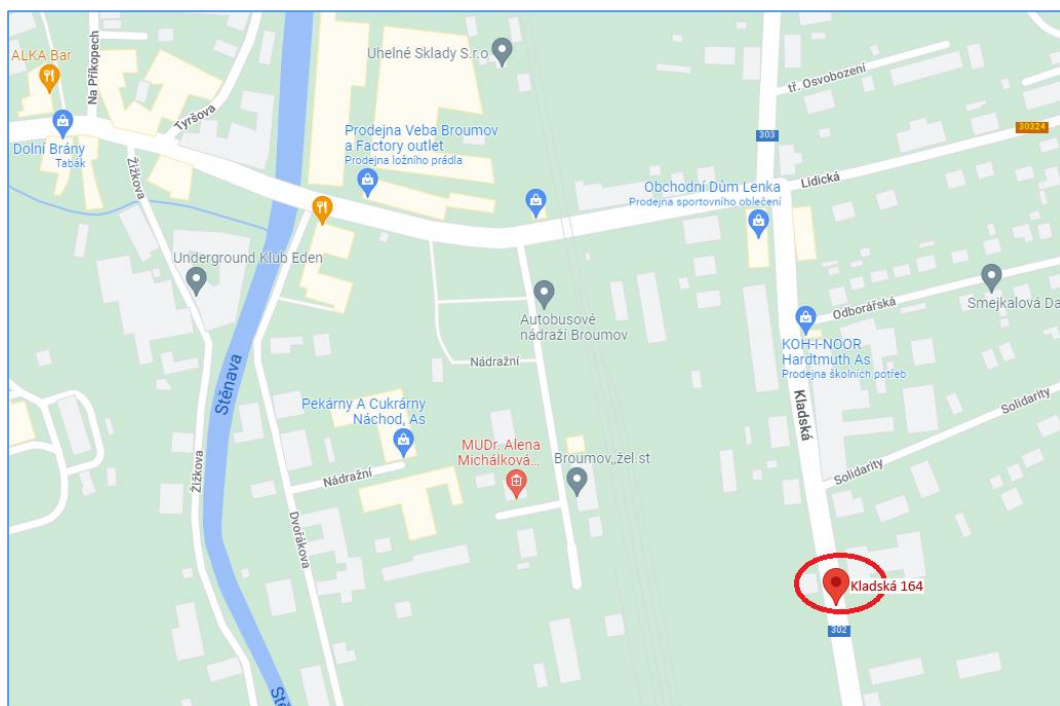 ALKA Bar
Na Příkopech
Uhelné Sklady S.r.o
tř. Osvobození
Tyršova
30324
303
Dolní Brány
Tabák
Prodejna Veba Broumov
a Factory outlet
Prodejna ložního prádla
Lidická
Žižkova
Obchodní Dům Lenka
Prodejna sportovního oblečení
Underground Klub Eden
Smejkalová Da
Odborářská
Autobusové
nádraží Broumov
KOH-I-NOOR
Hardtmuth As
Prodejna školních potřeb
Stěnava
Nádražní
Kladská
Solidarity
Pekárny A Cukrárny
Náchod, As
MUDr. Alena
Michálková...
Broumov,,žel.st
Nádražní
Solidarity
Žižkova
Dvořákova
Kladská 164
302
Stě